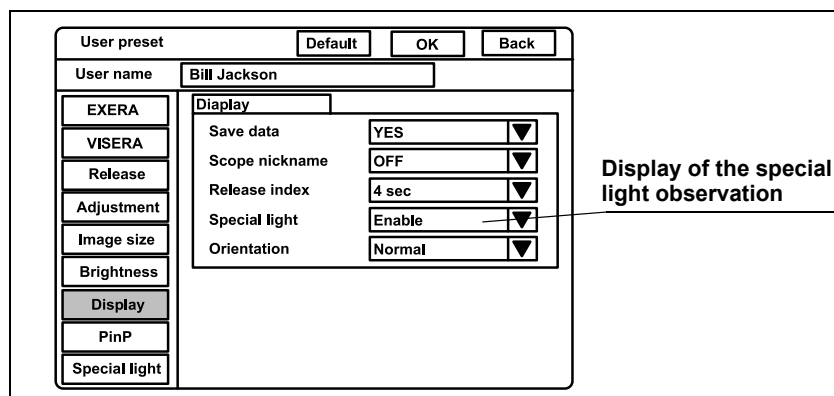 User preset Default OK Back
User name Bill Jackson
EXERA
VISERA
Release
Adjustment
Image size
Brightness
Display
PinP
Special light
Diaplay
Save data YES
Scope nickname OFF
Release index 4 sec
Special light Enable
Orientation Normal
Display of the special
light observation